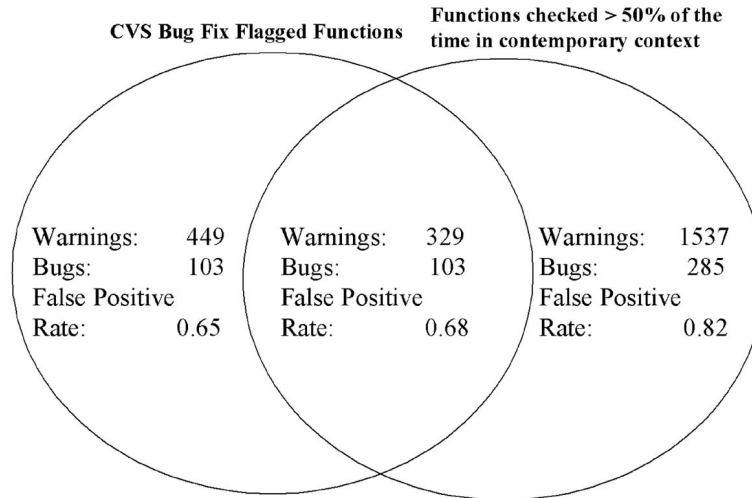 CVS Bug Fix Flagged Functions
Functions checked > 50% of the
time in contemporary context
Warnings: 449
Bugs: 103
False Positive
Rate: 0.65
Warnings: 329
Bugs: 103
False Positive
Rate: 0.68
Warnings: 1537
Bugs: 285
False Positive
Rate: 0.82